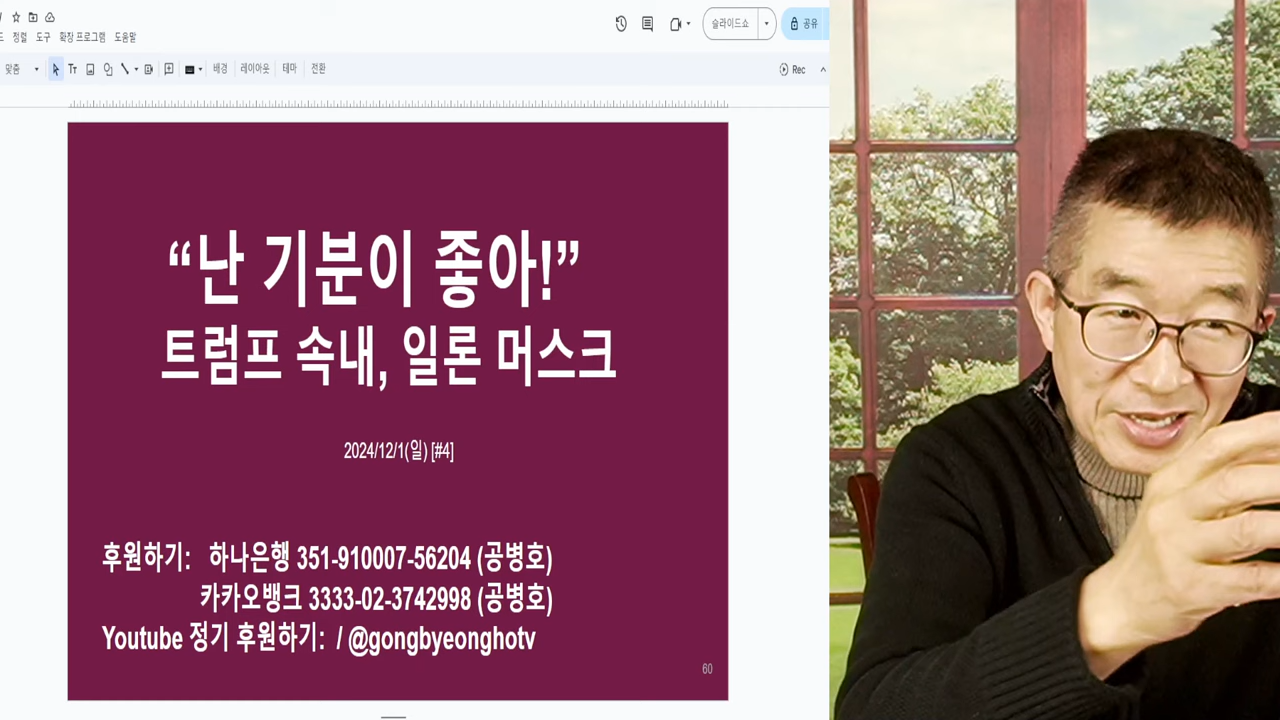 정렬 도구 확장 프로그램 도움말
슬라이드쇼
공유
맞춤
배경 레이아웃 테마 전환
Rec
“난 기분이 좋아!”
트럼프 속내, 일론 머스크
2024/12/1(일) [#4]
후원하기: 하나은행 351-910007-56204 (공병호)
카카오뱅크 3333-02-3742998 (공병호)
Youtube 정기 후원하기: / @gongbyeonghotv
60